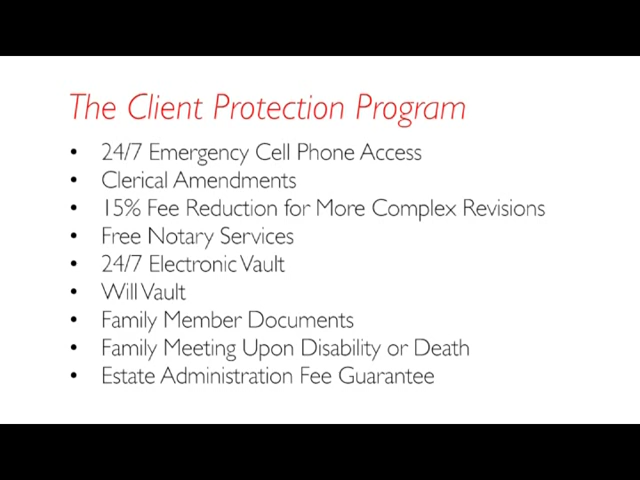 The Client Protection Program
• 24/7 Emergency Cell Phone Access
• Clerical Amendments
• 15% Fee Reduction for More Complex Revisions
• Free Notary Services
• 24/7 Electronic Vault
• Will Vault
• Family Member Documents
• Family Meeting Upon Disability or Death
• Estate Administration Fee Guarantee